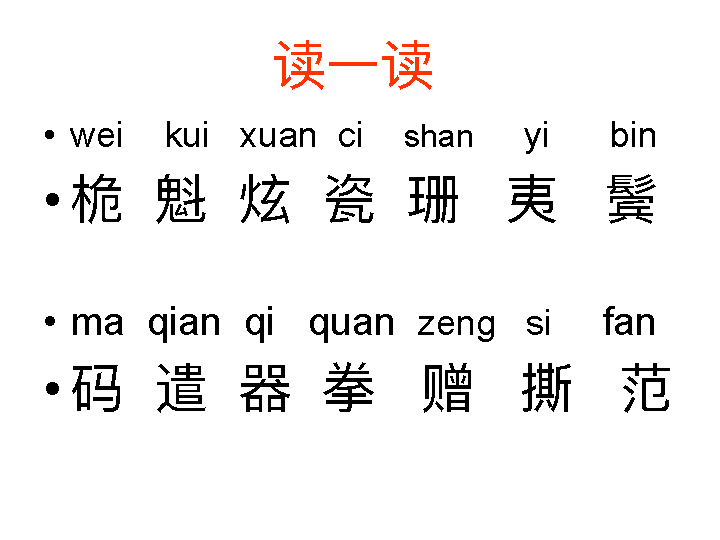 读一读
• wei kui xuan ci shan yi bin
• 桅 魁 炫 瓷 珊 夷 鬓
• ma qian qi quan zeng si fan
• 码 遣 器 拳 赠 撕 范